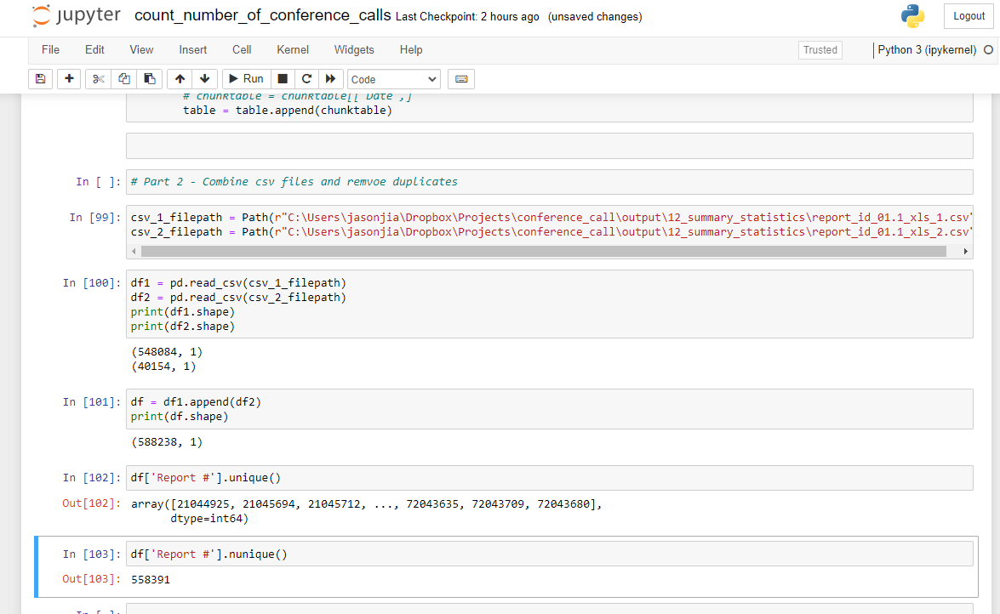 jupyter count_number_of_conference_calls Last Checkpoint: 2 hours ago (unsaved changes) Logout
File Edit View Insert Cell Kernel Widgets Help Trusted Python 3 (ipykernel)
Run Code
# chunktable = chunktable[[ Date ,]
table = table.append(chunktable)
In [ ]: # Part 2 - Combine csv files and remvoe duplicates
In [99]: csv_1_filepath = Path(r"C:\Users\jasonjia\Dropbox\Projects\conference_call\output\12_summary_statistics\report_id_01.1_xls_1.csv"
csv_2_filepath = Path(r"C:\Users\jasonjia\Dropbox\Projects\conference_call\output\12_summary_statistics\report_id_01.1_xls_2.csv"
In [100]: df1 = pd.read_csv(csv_1_filepath)
df2 = pd.read_csv(csv_2_filepath)
print(df1.shape)
print(df2.shape)
(548084, 1)
(40154, 1)
In [101]: df = df1.append(df2)
print(df.shape)
(588238, 1)
In [102]: df['Report #'].unique()
Out[102]: array([21044925, 21045694, 21045712, ..., 72043635, 72043709, 72043680],
dtype=int64)
In [103]: df['Report #'].nunique()
Out[103]: 558391
In [ ]: